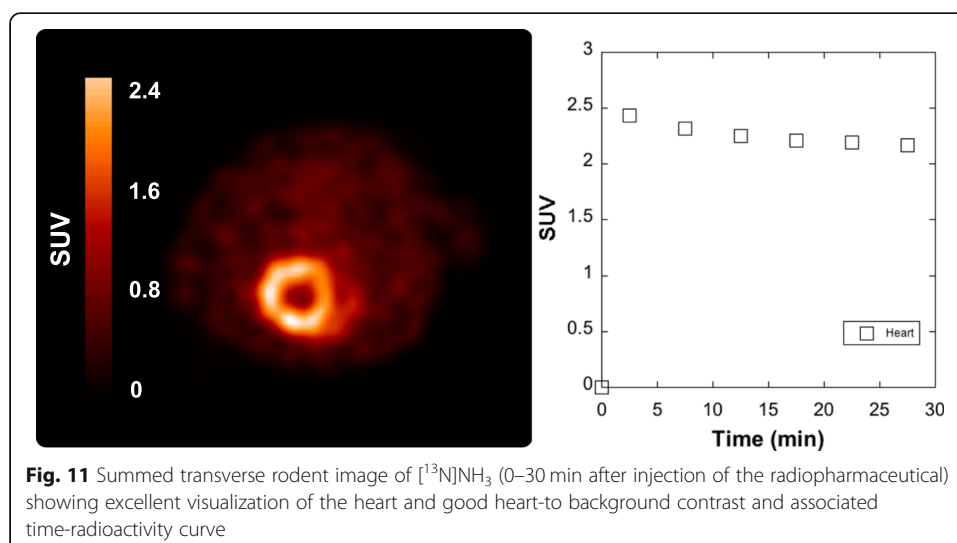 2.4
1.6
0.8
0
SUV
3
2.5
2
1.5
1
0.5
0
SUV
Heart
0 5 10 15 20 25 30
Time (min)
Fig. 11 Summed transverse rodent image of [¹³N]NH₃ (0–30 min after injection of the radiopharmaceutical)
showing excellent visualization of the heart and good heart-to background contrast and associated
time-radioactivity curve